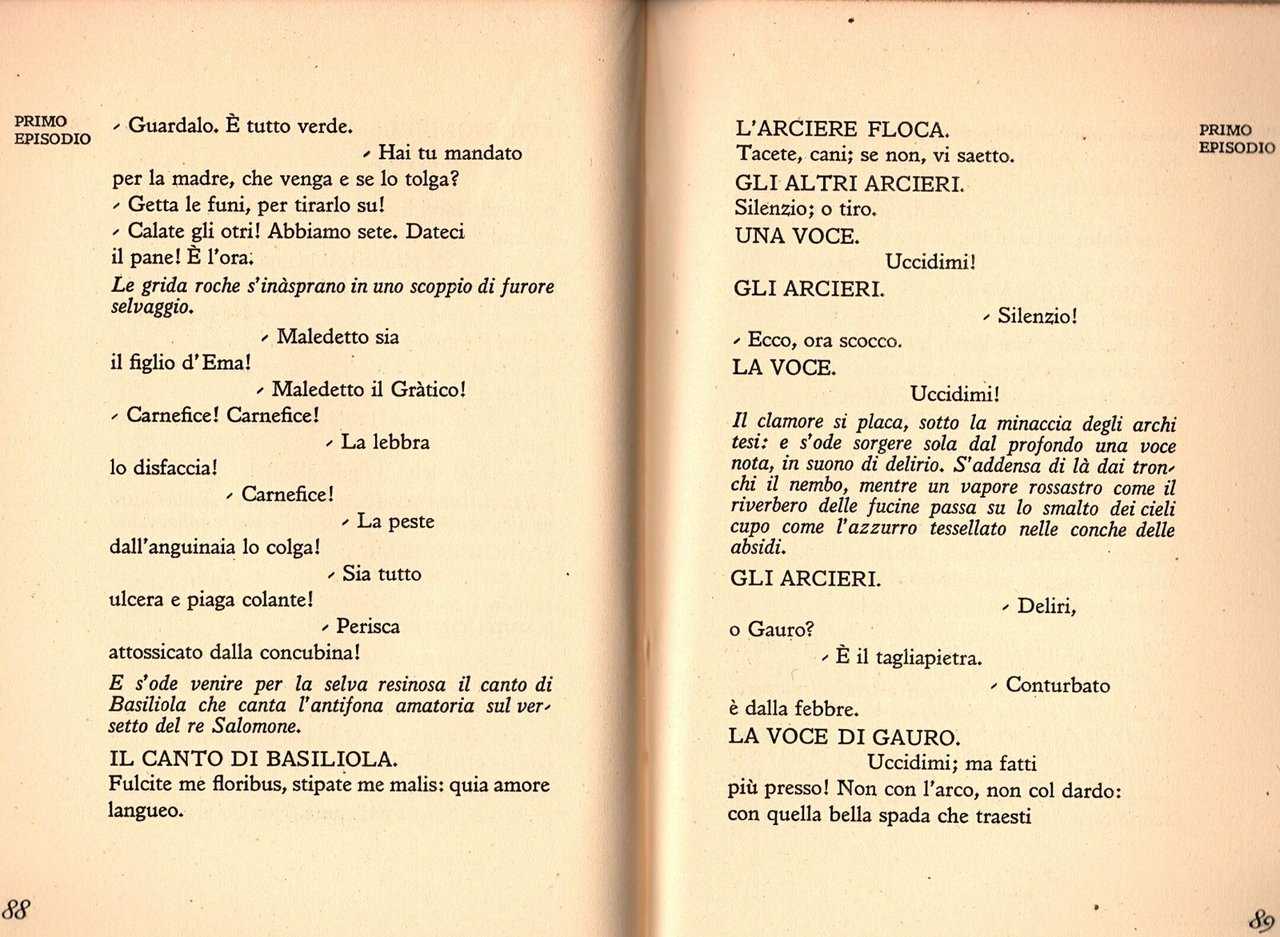 PRIMO
EPISODIO
- Guardalo. È tutto verde.
- Hai tu mandato
per la madre, che venga e se lo tolga?
- Getta le funi, per tirarlo su!
- Calate gli otri! Abbiamo sete. Dateci
il pane! È l'ora.
Le grida roche s'inàsprano in uno scoppio di furore
selvaggio.
- Maledetto sia
il figlio d'Ema!
- Maledetto il Gràtico!
- Carnefice! Carnefice!
- La lebbra
lo disfaccia!
- Carnefice!
- La peste
dall'anguinaia lo colga!
- Sia tutto
ulcera e piaga colante!
- Perisca
attossicato dalla concubina!
E s'ode venire per la selva resinosa il canto di
Basiliola che canta l'antifona amatoria sul ver-
setto del re Salomone.
IL CANTO DI BASILIOLA.
Fulcite me floribus, stipate me malis: quia amore
langueo.
88
PRIMO
EPISODIO
L'ARCIERE FLOCA.
Tacete, cani; se non, vi saetto.
GLI ALTRI ARCIERI.
Silenzio; o tiro.
UNA VOCE.
Uccidimi!
GLI ARCIERI.
- Silenzio!
- Ecco, ora scocco.
LA VOCE.
Uccidimi!
Il clamore si placa, sotto la minaccia degli archi
tesi: e s'ode sorgere sola dal profondo una voce
nota, in suono di delirio. S'addensa di là dai tron-
chi il nembo, mentre un vapore rossastro come il
riverbero delle fucine passa su lo smalto dei cieli
cupo come l'azzurro tessellato nelle conche delle
absidi.
GLI ARCIERI.
- Deliri,
o Gauro?
- È il tagliapietra.
- Conturbato
è dalla febbre.
LA VOCE DI GAURO.
Uccidimi; ma fatti
più presso! Non con l'arco, non col dardo:
con quella bella spada che traesti
89